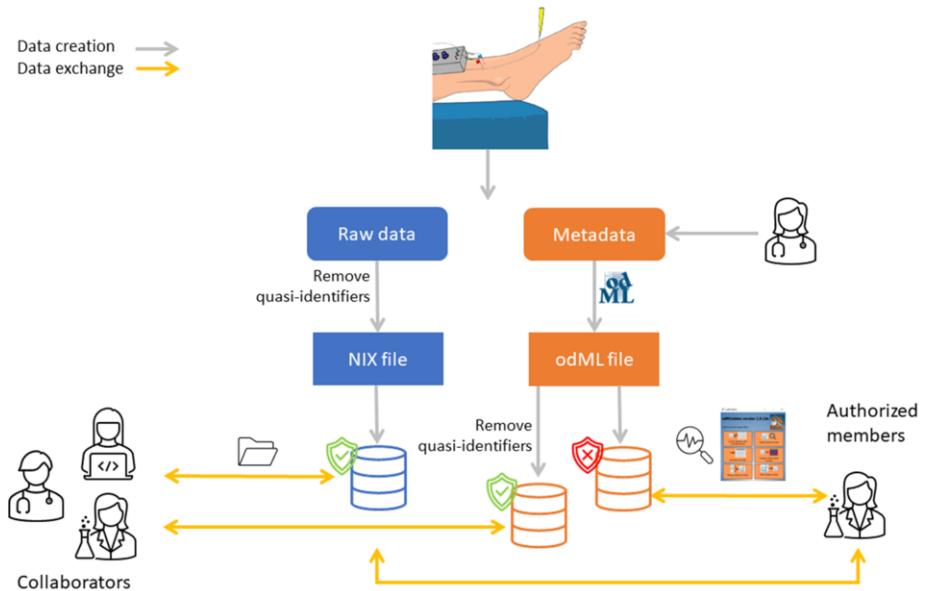 Data creation
Data exchange
Raw data
Metadata
Remove
quasi-identifiers
odML
NIX file
odML file
Remove
quasi-identifiers
Authorized
members
</>
Collaborators